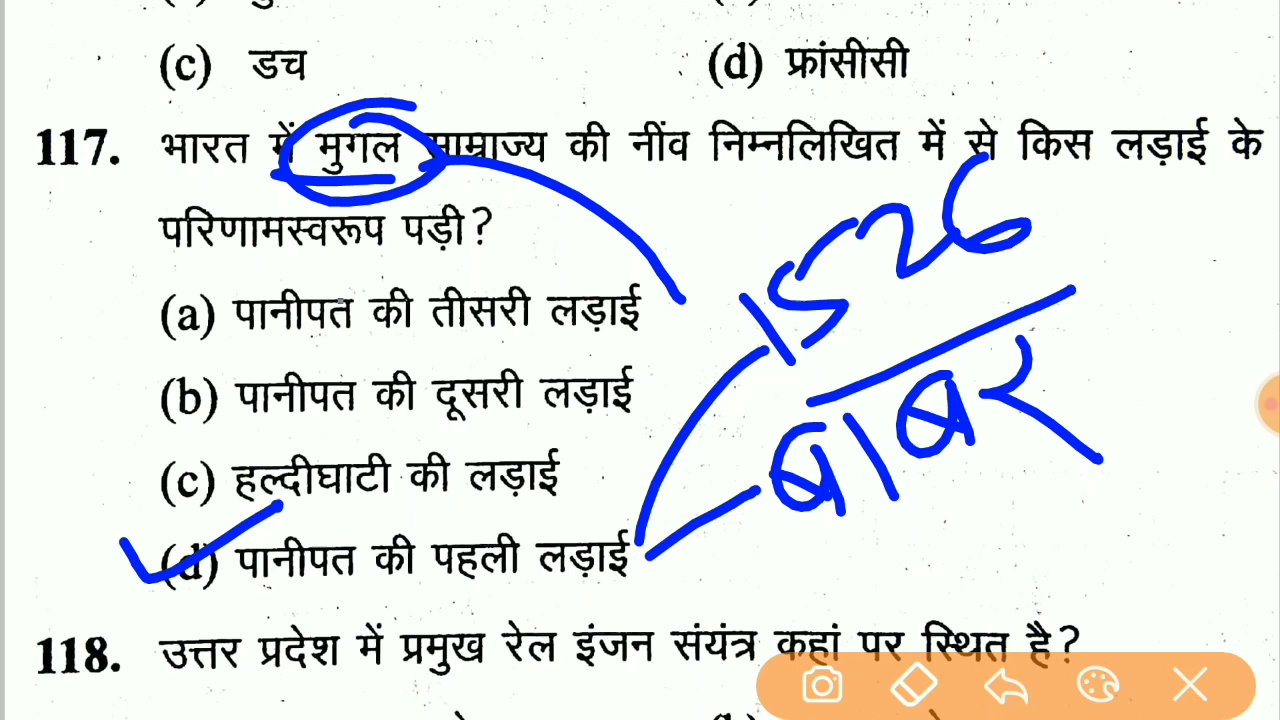 (c) डच (d) फ्रांसीसी
117. भारत में मुगल साम्राज्य की नींव निम्नलिखित में से किस लड़ाई के
परिणामस्वरूप पड़ी?
1526
(a) पानीपत की तीसरी लड़ाई
(b) पानीपत की दूसरी लड़ाई
बाबर
(c) हल्दीघाटी की लड़ाई
(d) पानीपत की पहली लड़ाई
118. उत्तर प्रदेश में प्रमुख रेल इंजन संयंत्र कहां पर स्थित है?